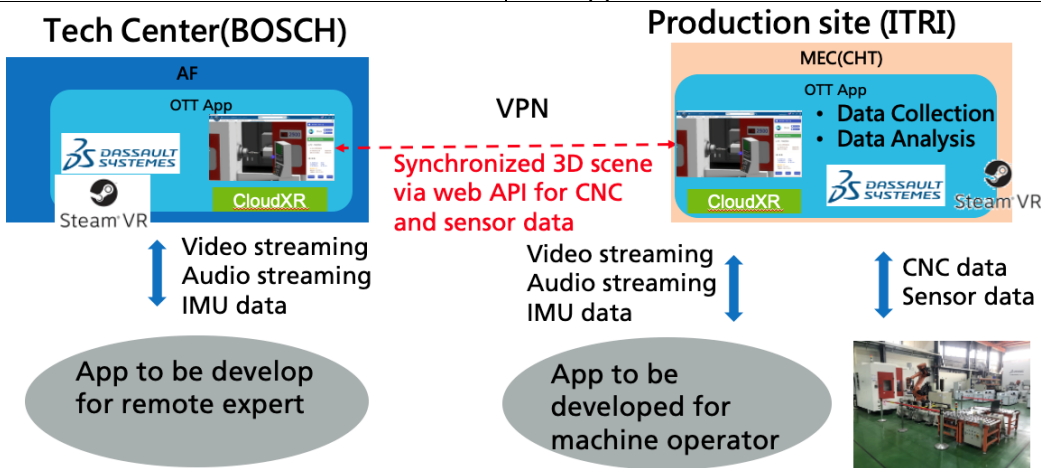 Tech Center(BOSCH)
AF
OTT App
DASSAULT
SYSTEMES
Steam VR
CloudXR
Video streaming
Audio streaming
IMU data
App to be develop
for remote expert
VPN
Synchronized 3D scene
via web API for CNC
and sensor data
Production site (ITRI)
MEC(CHT)
OTT App
• Data Collection
• Data Analysis
CloudXR
DASSAULT
SYSTEMES
Steam VR
Video streaming
Audio streaming
IMU data
CNC data
Sensor data
App to be
developed for
machine operator